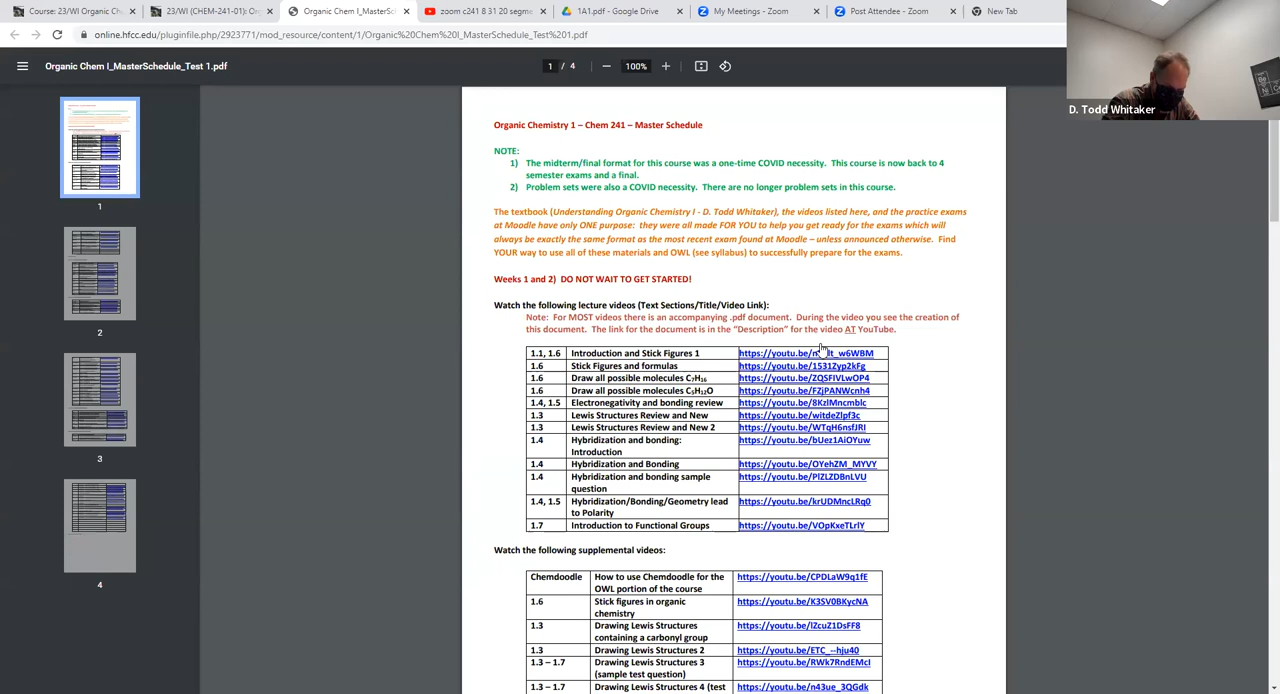 Course: 23/WI Organic Che
23/WI (CHEM-241-01): Org
Organic Chem I_MasterSch
zoom c241 8 31 20 segme
1A1.pdf - Google Drive
My Meetings - Zoom
Post Attendee - Zoom
New Tab
online.hfcc.edu/pluginfile.php/2923771/mod_resource/content/1/Organic%20Chem%20I_MasterSchedule_Test%201.pdf
Organic Chem I_MasterSchedule_Test 1.pdf
1 / 4
100%
D. Todd Whitaker
1
2
3
4
Organic Chemistry 1 – Chem 241 – Master Schedule
NOTE:
1) The midterm/final format for this course was a one-time COVID necessity. This course is now back to 4
semester exams and a final.
2) Problem sets were also a COVID necessity. There are no longer problem sets in this course.
The textbook (Understanding Organic Chemistry I - D. Todd Whitaker), the videos listed here, and the practice exams
at Moodle have only ONE purpose: they were all made FOR YOU to help you get ready for the exams which will
always be exactly the same format as the most recent exam found at Moodle – unless announced otherwise. Find
YOUR way to use all of these materials and OWL (see syllabus) to successfully prepare for the exams.
Weeks 1 and 2) DO NOT WAIT TO GET STARTED!
Watch the following lecture videos (Text Sections/Title/Video Link):
Note: For MOST videos there is an accompanying .pdf document. During the video you see the creation of
this document. The link for the document is in the "Description" for the video AT YouTube.
1.1, 1.6 Introduction and Stick Figures 1
1.6 Stick Figures and formulas https://youtu.be/1531Zyp2kFg
1.6 Draw all possible molecules C₇H₁₆ https://youtu.be/ZQSFIVLwOP4
1.6 Draw all possible molecules C₅H₁₂O https://youtu.be/FZjPANWcnh4
1.4, 1.5 Electronegativity and bonding review https://youtu.be/8KzlMncmblc
1.3 Lewis Structures Review and New https://youtu.be/witdeZlpf3c
1.3 Lewis Structures Review and New 2 https://youtu.be/WTqH6nsfJRI
1.4 Hybridization and bonding: https://youtu.be/bUez1AiOYuw
Introduction
1.4 Hybridization and Bonding https://youtu.be/OYehZM_MYVY
1.4 Hybridization and bonding sample https://youtu.be/PlZLZDBnLVU
question
1.4, 1.5 Hybridization/Bonding/Geometry lead https://youtu.be/krUDMncLRq0
to Polarity
1.7 Introduction to Functional Groups https://youtu.be/VOpKxeTLrlY
Watch the following supplemental videos:
Chemdoodle How to use Chemdoodle for the https://youtu.be/CPDLaW9q1fE
OWL portion of the course
1.6 Stick figures in organic https://youtu.be/K3SV0BKycNA
chemistry
1.3 Drawing Lewis Structures https://youtu.be/lZcuZ1DsFF8
containing a carbonyl group
1.3 Drawing Lewis Structures 2 https://youtu.be/ETC_--hju40
1.3 – 1.7 Drawing Lewis Structures 3 https://youtu.be/RWk7RndEMcI
(sample test question)
1.3 – 1.7 Drawing Lewis Structures 4 (test https://youtu.be/n43ue_3QGdk